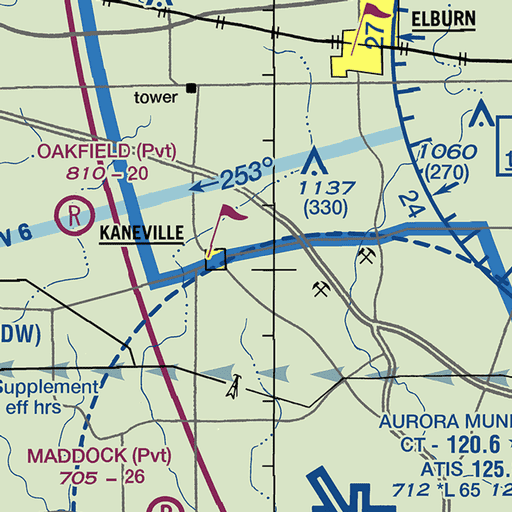 ELBURN
27
tower
OAKFIELD (Pvt)
810 - 20
253°
1060
(270)
1137
(330)
24
R
V 6
KANEVILLE
DW)
Supplement
eff hrs
AURORA MUNI
CT - 120.6 *
ATIS 125.
712 *L 65 12
MADDOCK (Pvt)
705 - 26
R